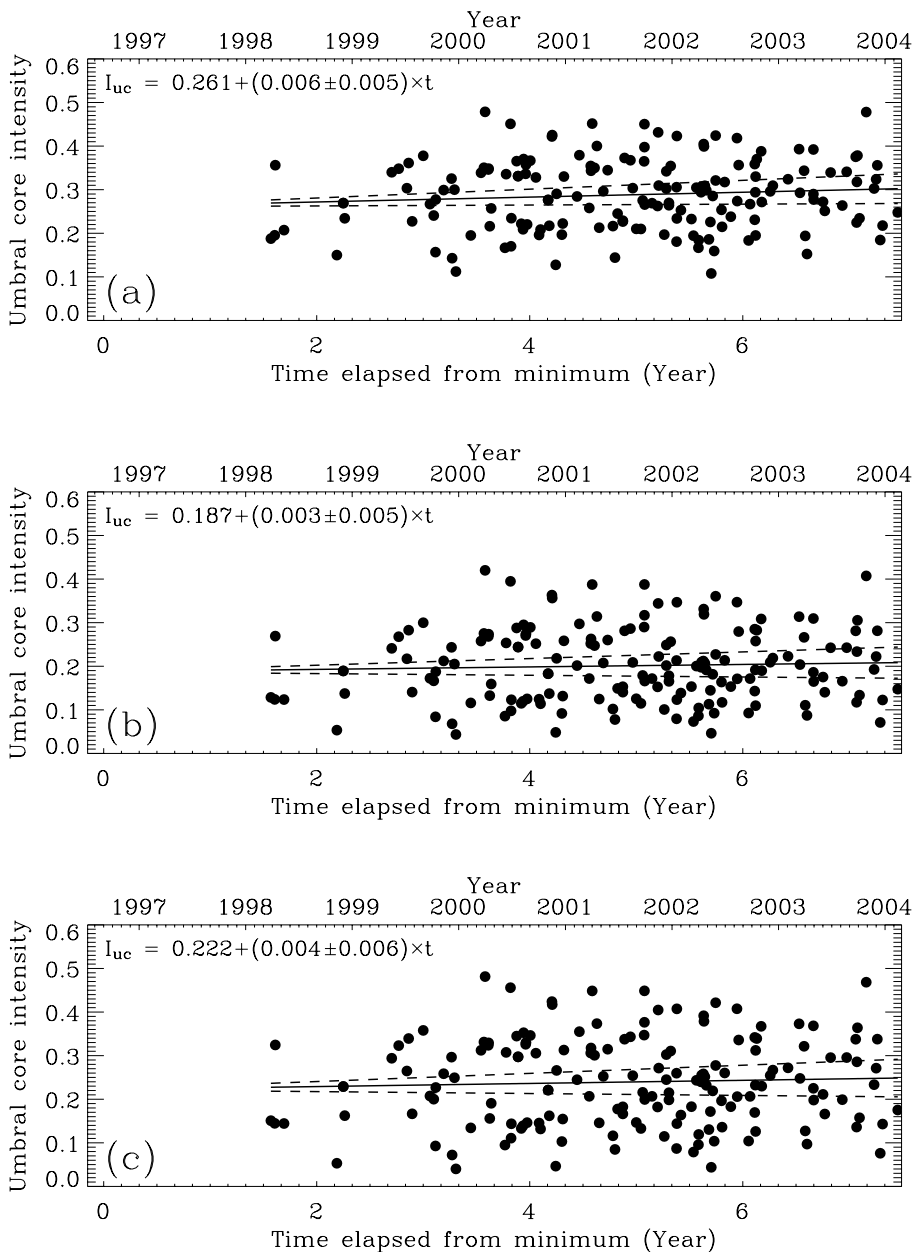 Year
1997 1998 1999 2000 2001 2002 2003 2004
I_uc = 0.261+(0.006±0.005)×t
Umbral core intensity
0.6
0.5
0.4
0.3
0.2
0.1
0.0
(a)
0 2 4 6
Time elapsed from minimum (Year)
Year
1997 1998 1999 2000 2001 2002 2003 2004
I_uc = 0.187+(0.003±0.005)×t
Umbral core intensity
0.6
0.5
0.4
0.3
0.2
0.1
0.0
(b)
0 2 4 6
Time elapsed from minimum (Year)
Year
1997 1998 1999 2000 2001 2002 2003 2004
I_uc = 0.222+(0.004±0.006)×t
Umbral core intensity
0.6
0.5
0.4
0.3
0.2
0.1
0.0
(c)
0 2 4 6
Time elapsed from minimum (Year)